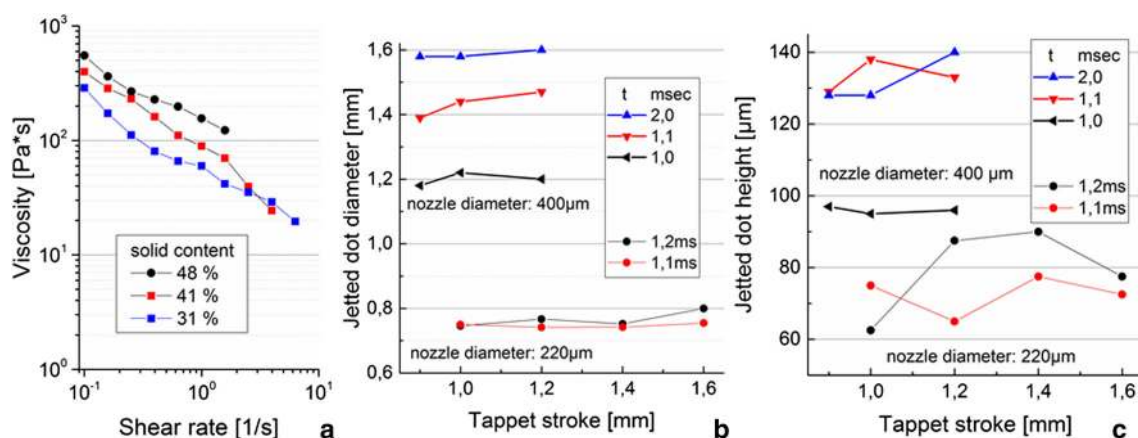 10³
10²
10¹
10⁰
Viscosity [Pa*s]
solid content
48 %
41 %
31 %
10⁻¹
10⁰
10¹
Shear rate [1/s]
a
1,6
1,4
1,2
1,0
0,8
0,6
Jetted dot diameter [mm]
t msec
2,0
1,1
1,0
nozzle diameter: 400µm
1,2ms
1,1ms
nozzle diameter: 220µm
1,0
1,2
1,4
1,6
Tappet stroke [mm]
b
140
120
100
80
60
Jetted dot height [µm]
t msec
2,0
1,1
1,0
nozzle diameter: 400 µm
1,2ms
1,1ms
nozzle diameter: 220µm
1,0
1,2
1,4
1,6
Tappet stroke [mm]
c